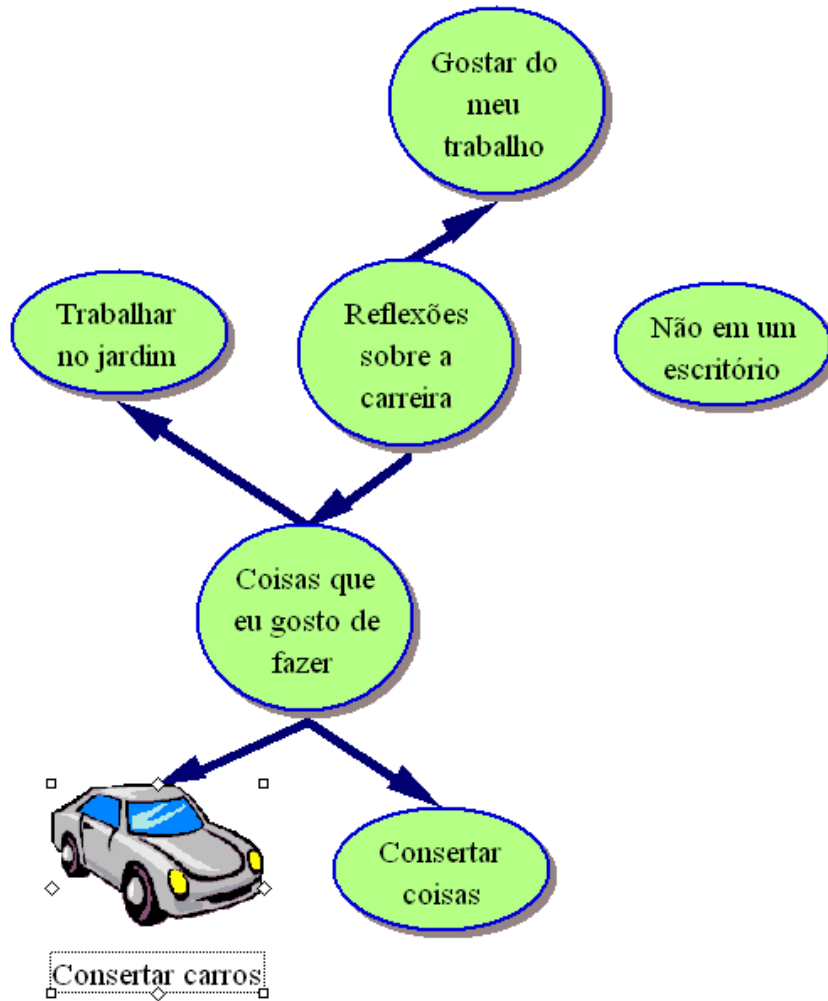 Gostar do
meu
trabalho
Trabalhar
no jardim
Reflexões
sobre a
carreira
Não em um
escritório
Coisas que
eu gosto de
fazer
Consertar
coisas
Consertar carros